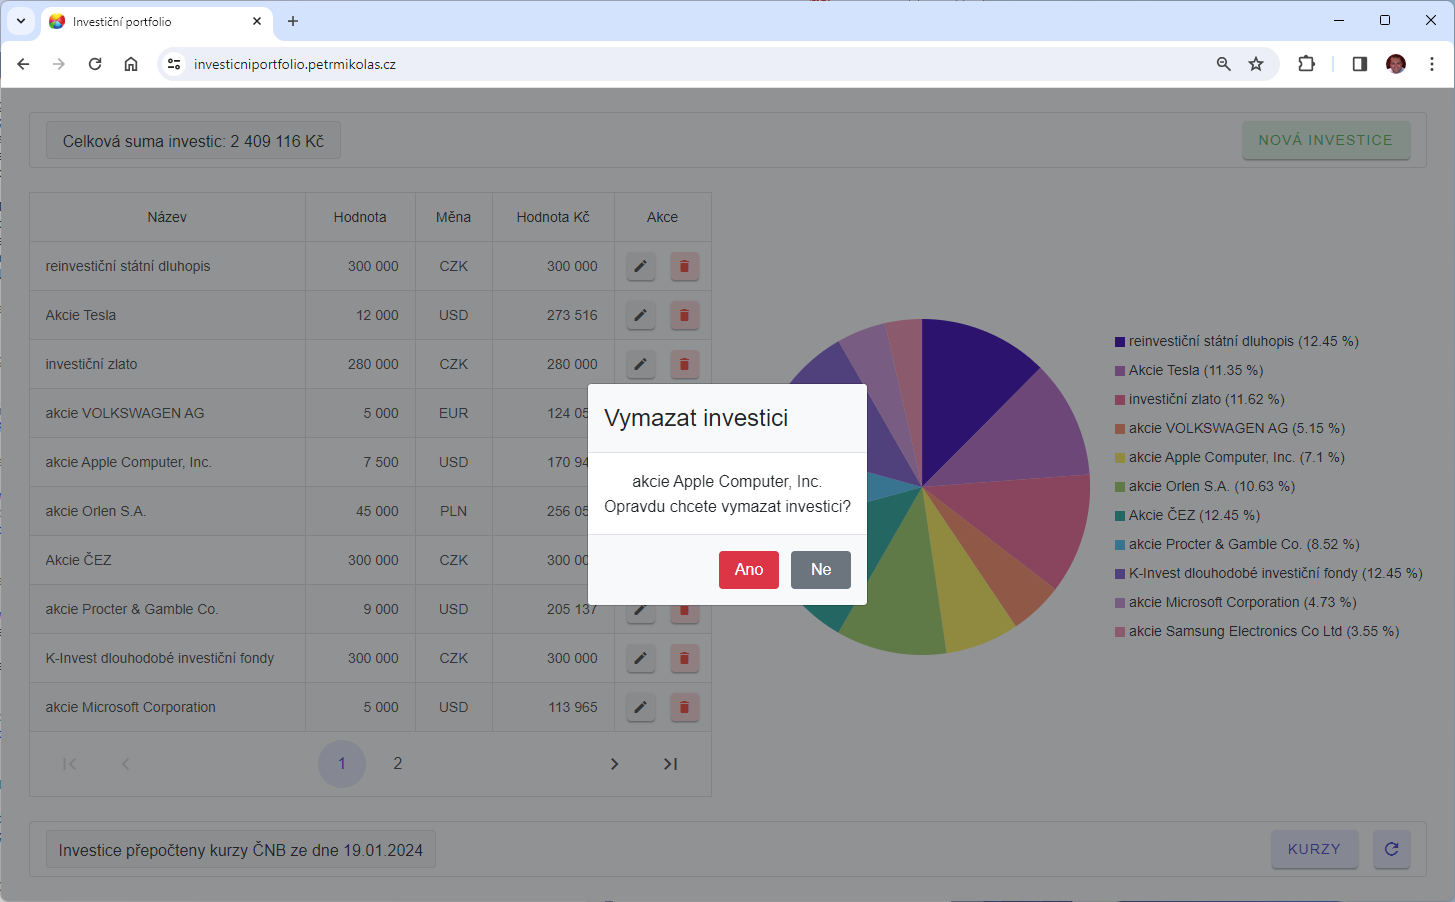 Investiční portfolio
investicniportfolio.petrmikolas.cz
Celková suma investic: 2 409 116 Kč
NOVÁ INVESTICE
Název Hodnota Měna Hodnota Kč Akce
reinvestiční státní dluhopis 300 000 CZK 300 000
Akcie Tesla 12 000 USD 273 516
investiční zlato 280 000 CZK 280 000
akcie VOLKSWAGEN AG 5 000 EUR
akcie Apple Computer, Inc. 7 500 USD
akcie Orlen S.A. 45 000 PLN
Akcie ČEZ 300 000 CZK
akcie Procter & Gamble Co. 9 000 USD 205 137
K-Invest dlouhodobé investiční fondy 300 000 CZK 300 000
akcie Microsoft Corporation 5 000 USD 113 965
1 2
Vymazat investici
akcie Apple Computer, Inc.
Opravdu chcete vymazat investici?
Ano Ne
reinvestiční státní dluhopis (12.45 %)
Akcie Tesla (11.35 %)
investiční zlato (11.62 %)
akcie VOLKSWAGEN AG (5.15 %)
akcie Apple Computer, Inc. (7.1 %)
akcie Orlen S.A. (10.63 %)
Akcie ČEZ (12.45 %)
akcie Procter & Gamble Co. (8.52 %)
K-Invest dlouhodobé investiční fondy (12.45 %)
akcie Microsoft Corporation (4.73 %)
akcie Samsung Electronics Co Ltd (3.55 %)
Investice přepočteny kurzy ČNB ze dne 19.01.2024
KURZY